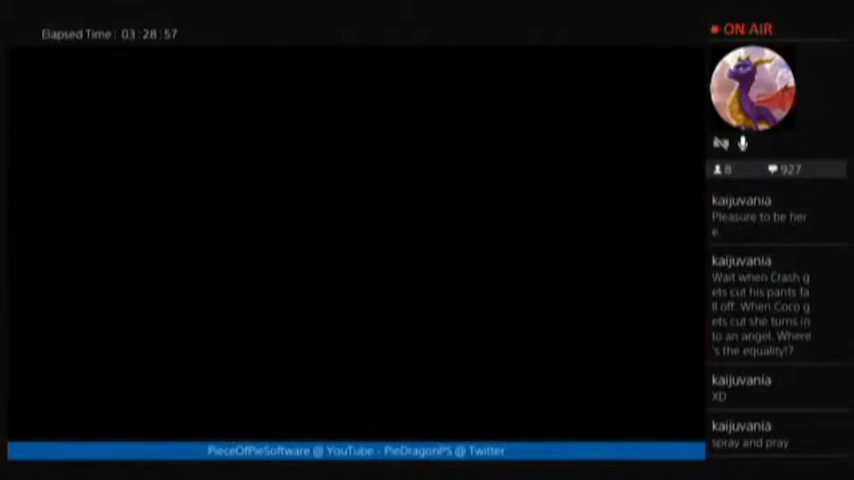 Elapsed Time: 03:28:57
ON AIR
8 927
kaijuvania
Pleasure to be her
e
kaijuvania
Wait when Crash g
ets cut his pants fa
ll off. When Coco g
ets cut she turns in
to an angel. Where
's the equality!?
kaijuvania
XD
kaijuvania
spray and pray
PieceOfPieSoftware @ YouTube - PieDragonPS @ Twitter